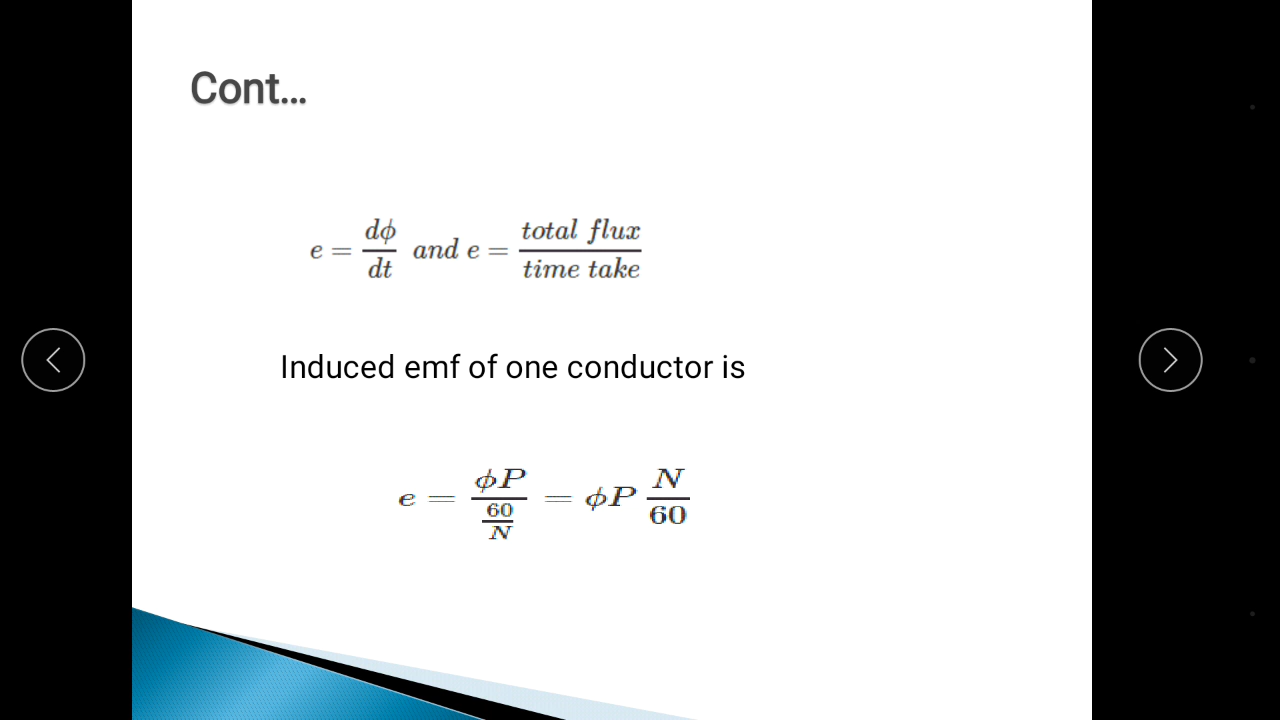 Cont...
e = dϕ/dt and e = total flux/time take
Induced emf of one conductor is
e = ϕP/(60/N) = ϕP N/60